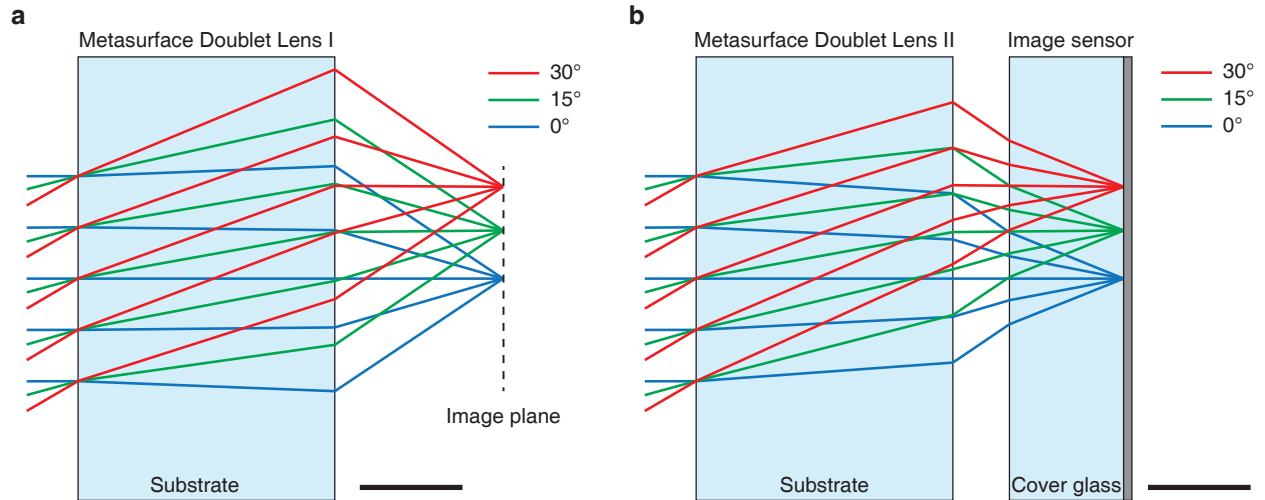 a
Metasurface Doublet Lens I
30°
15°
0°
Image plane
Substrate
b
Metasurface Doublet Lens II
Image sensor
30°
15°
0°
Substrate
Cover glass